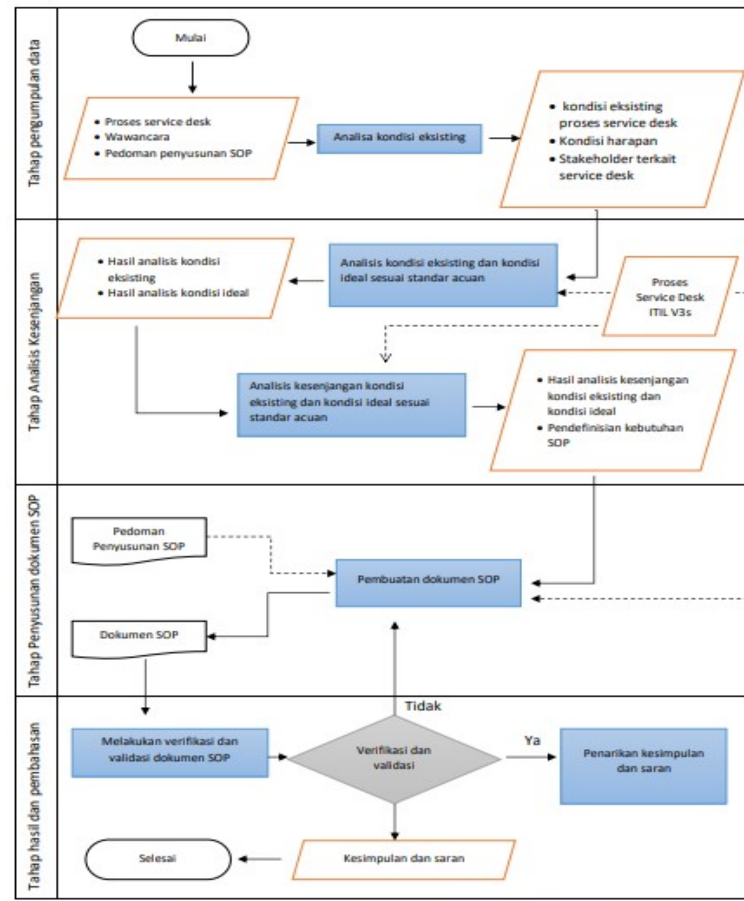 Tahap pengumpulan data
Mulai
• Proses service desk
• Wawancara
• Pedoman penyusunan SOP
Analisa kondisi eksisting
• kondisi eksisting
proses service desk
• Kondisi harapan
• Stakeholder terkait
service desk
Tahap Analisis Kesenjangan
• Hasil analisis kondisi
eksisting
• Hasil analisis kondisi ideal
Analisis kondisi eksisting dan kondisi
ideal sesuai standar acuan
Proses
Service Desk
ITIL V3s
Analisis kesenjangan kondisi
eksisting dan kondisi ideal sesuai
standar acuan
• Hasil analisis kesenjangan
kondisi eksisting dan
kondisi ideal
• Pendefinisian kebutuhan
SOP
Tahap Penyusunan dokumen SOP
Pedoman
Penyusunan SOP
Pembuatan dokumen SOP
Dokumen SOP
Tahap hasil dan pembahasan
Tidak
Melakukan verifikasi dan
validasi dokumen SOP
Verifikasi dan
validasi
Ya
Penarikan kesimpulan
dan saran
Selesai
Kesimpulan dan saran